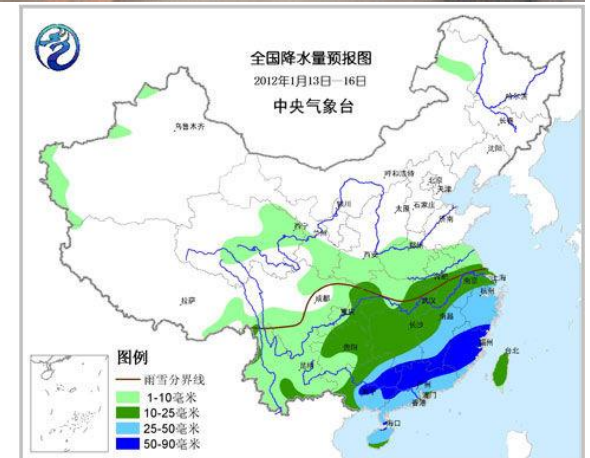 全国降水量预报图
2012年1月13日—16日
中央气象台
哈尔滨
长春
乌鲁木齐
沈阳
呼和浩特
北京
天津
银川
太原
石家庄
济南
西宁
兰州
西安
郑州
合肥
南京
上海
杭州
拉萨
成都
武汉
重庆
南昌
长沙
贵阳
福州
台北
昆明
州
澳门
香港
海口
图例
雨雪分界线
1-10毫米
10-25毫米
25-50毫米
50-90毫米